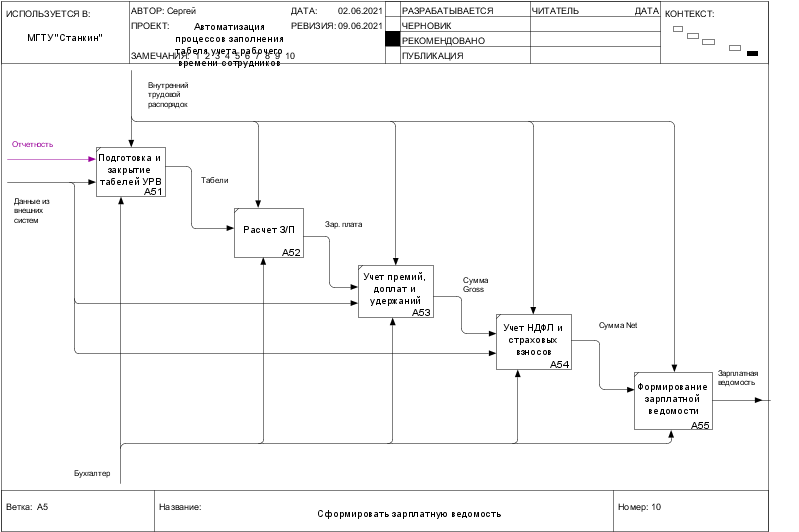 ИСПОЛЬЗУЕТСЯ В:
МГТУ"Станкин"
АВТОР: Сергей
ДАТА: 02.06.2021
ПРОЕКТ: Автоматизация
процессов заполнения
табеля учета рабочего
времени сотрудников
РЕВИЗИЯ: 09.06.2021
ЗАМЕЧАНИЯ: 1 2 3 4 5 6 7 8 9 10
РАЗРАБАТЫВАЕТСЯ
ЧЕРНОВИК
РЕКОМЕНДОВАНО
ПУБЛИКАЦИЯ
ЧИТАТЕЛЬ ДАТА
КОНТЕКСТ:
Внутренний
трудовой
распорядок
Отчетность
Подготовка и
закрытие
табелей УРВ
A51
Данные из
внешних
систем
Табели
Расчет З/П
A52
Зар. плата
Учет премий,
доплат и
удержаний
A53
Сумма
Gross
Учет НДФЛ и
страховых
взносов
A54
Сумма Net
Формирование
зарплатной
ведомости
A55
Зарплатная
ведомость
Бухгалтер
Ветка: A5
Название:
Сформировать зарплатную ведомость
Номер: 10